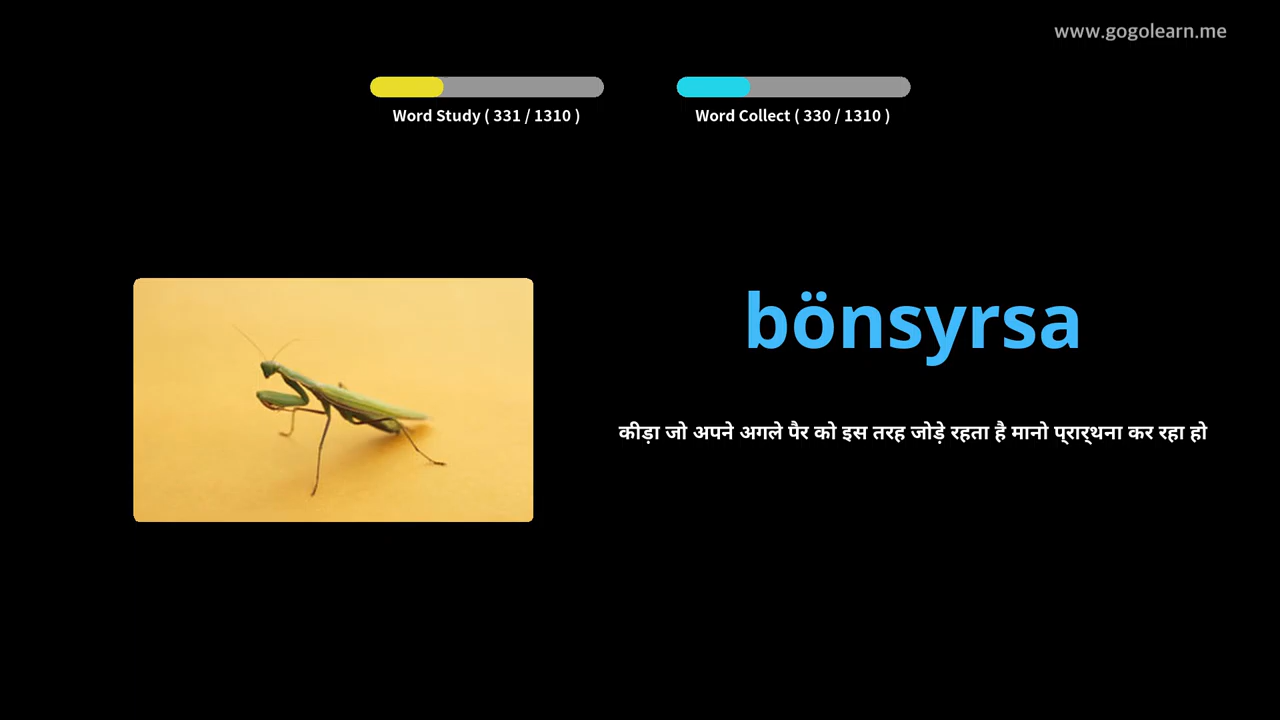 www.gogolearn.me
Word Study ( 331 / 1310 )
Word Collect ( 330 / 1310 )
bönsyrsa
कीड़ा जो अपने अगले पैर को इस तरह जोड़े रहता है मानो प्रार्थना कर रहा हो